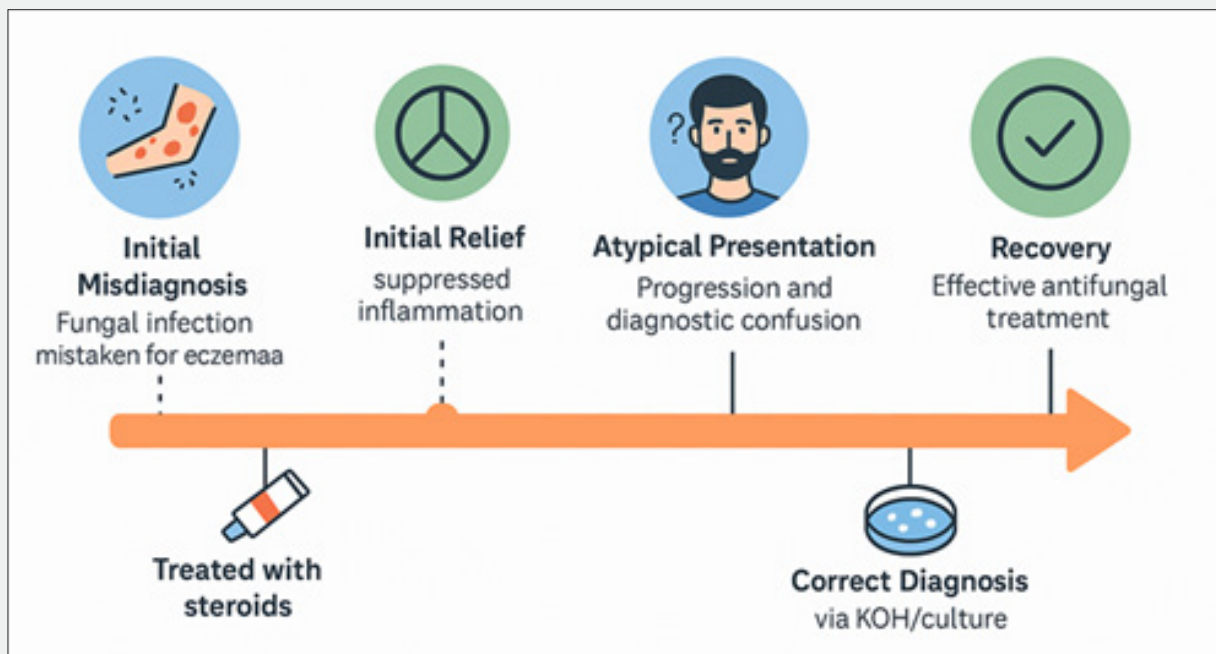 Initial
Misdiagnosis
Fungal infection
mistaken for eczemaa
Initial Relief
suppressed
inflammation
?
Atypical Presentation
Progression and
diagnostic confusion
Recovery
Effective antifungal
treatment
Treated with
steroids
Correct Diagnosis
via KOH/culture